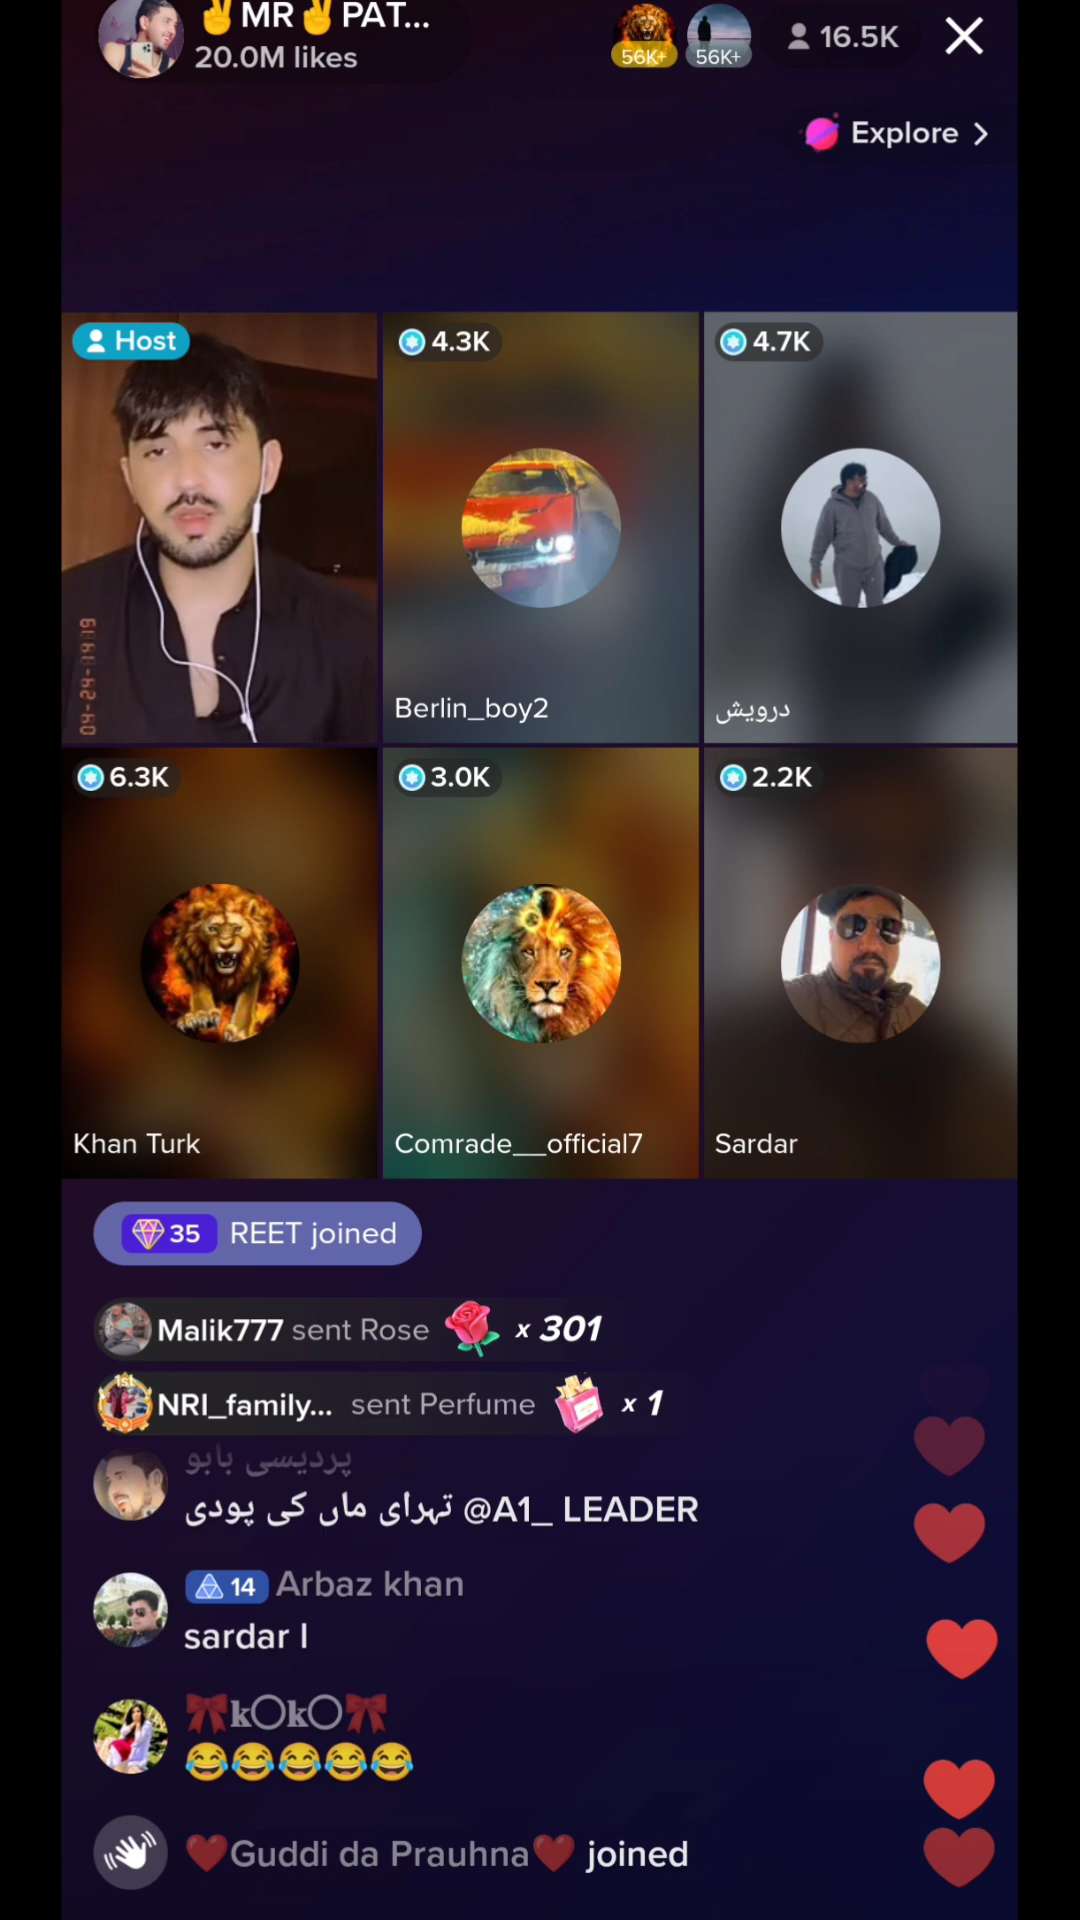 ✌MR✌PAT...
20.0M likes
56K+
56K+
16.5K
Explore
Host
4.3K
4.7K
Berlin_boy2
درویش
6.3K
3.0K
2.2K
Khan Turk
Comrade__official7
Sardar
35 REET joined
Malik777 sent Rose x 301
1st
NRI_family... sent Perfume x 1
پردیسی بابو
تہرای ماں کی پودی @A1_ LEADER
14 Arbaz khan
sardar I
🎀𝐤〇𝐤〇🎀
😂😂😂😂😂
❤️Guddi da Prauhna❤️ joined